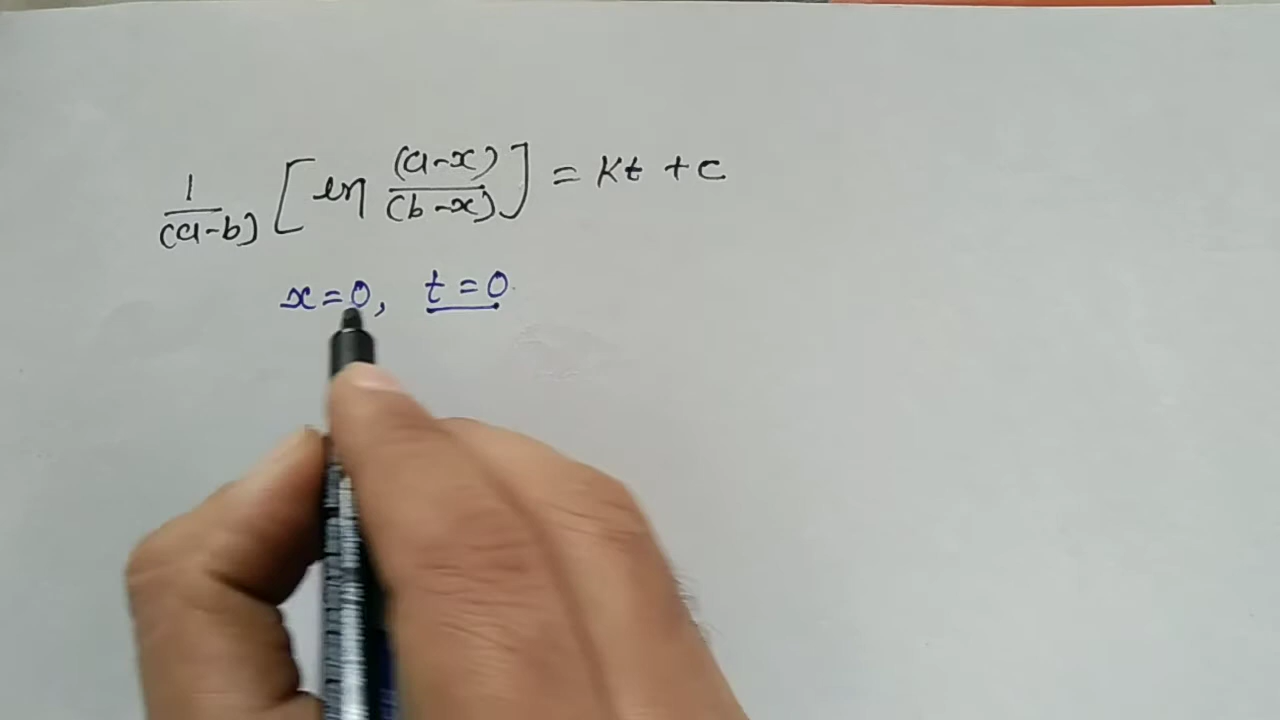 1/(a-b) [ln (a-x)/(b-x)] = Kt + c
x = 0, t = 0